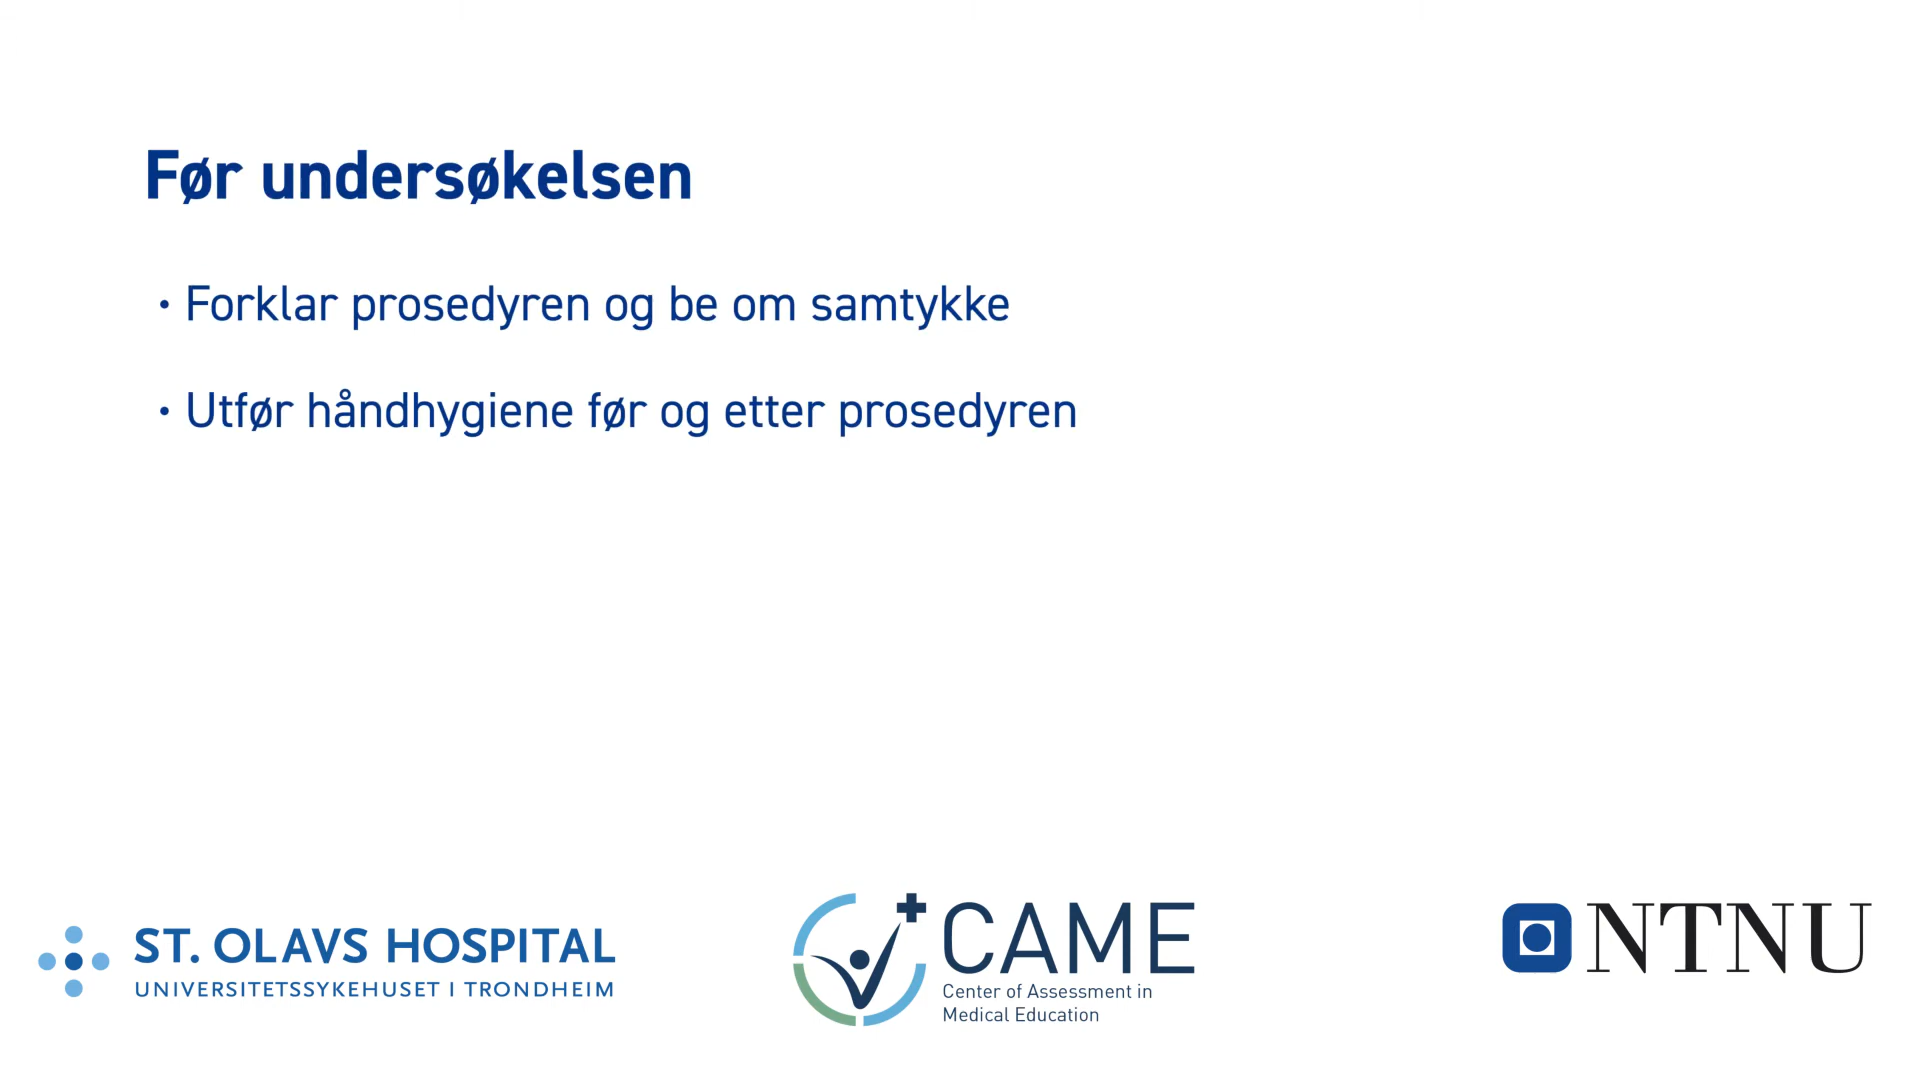 Før undersøkelsen
• Forklar prosedyren og be om samtykke
• Utfør håndhygiene før og etter prosedyren
ST. OLAVS HOSPITAL
UNIVERSITETSSYKEHUSET I TRONDHEIM
CAME
Center of Assessment in
Medical Education
NTNU